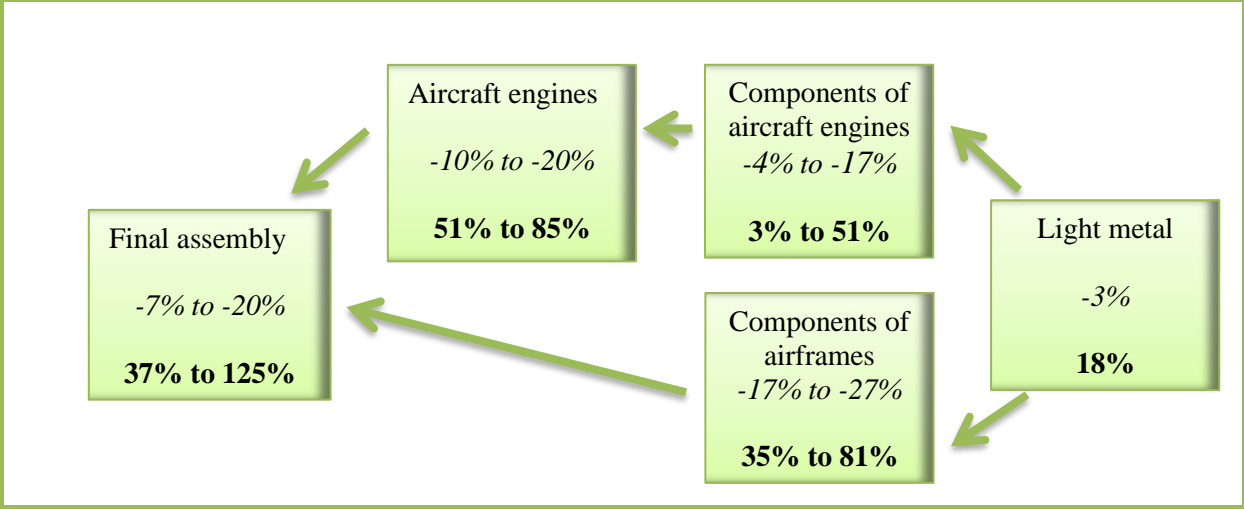 Aircraft engines
-10% to -20%
51% to 85%
Components of
aircraft engines
-4% to -17%
3% to 51%
Final assembly
-7% to -20%
37% to 125%
Light metal
-3%
18%
Components of
airframes
-17% to -27%
35% to 81%